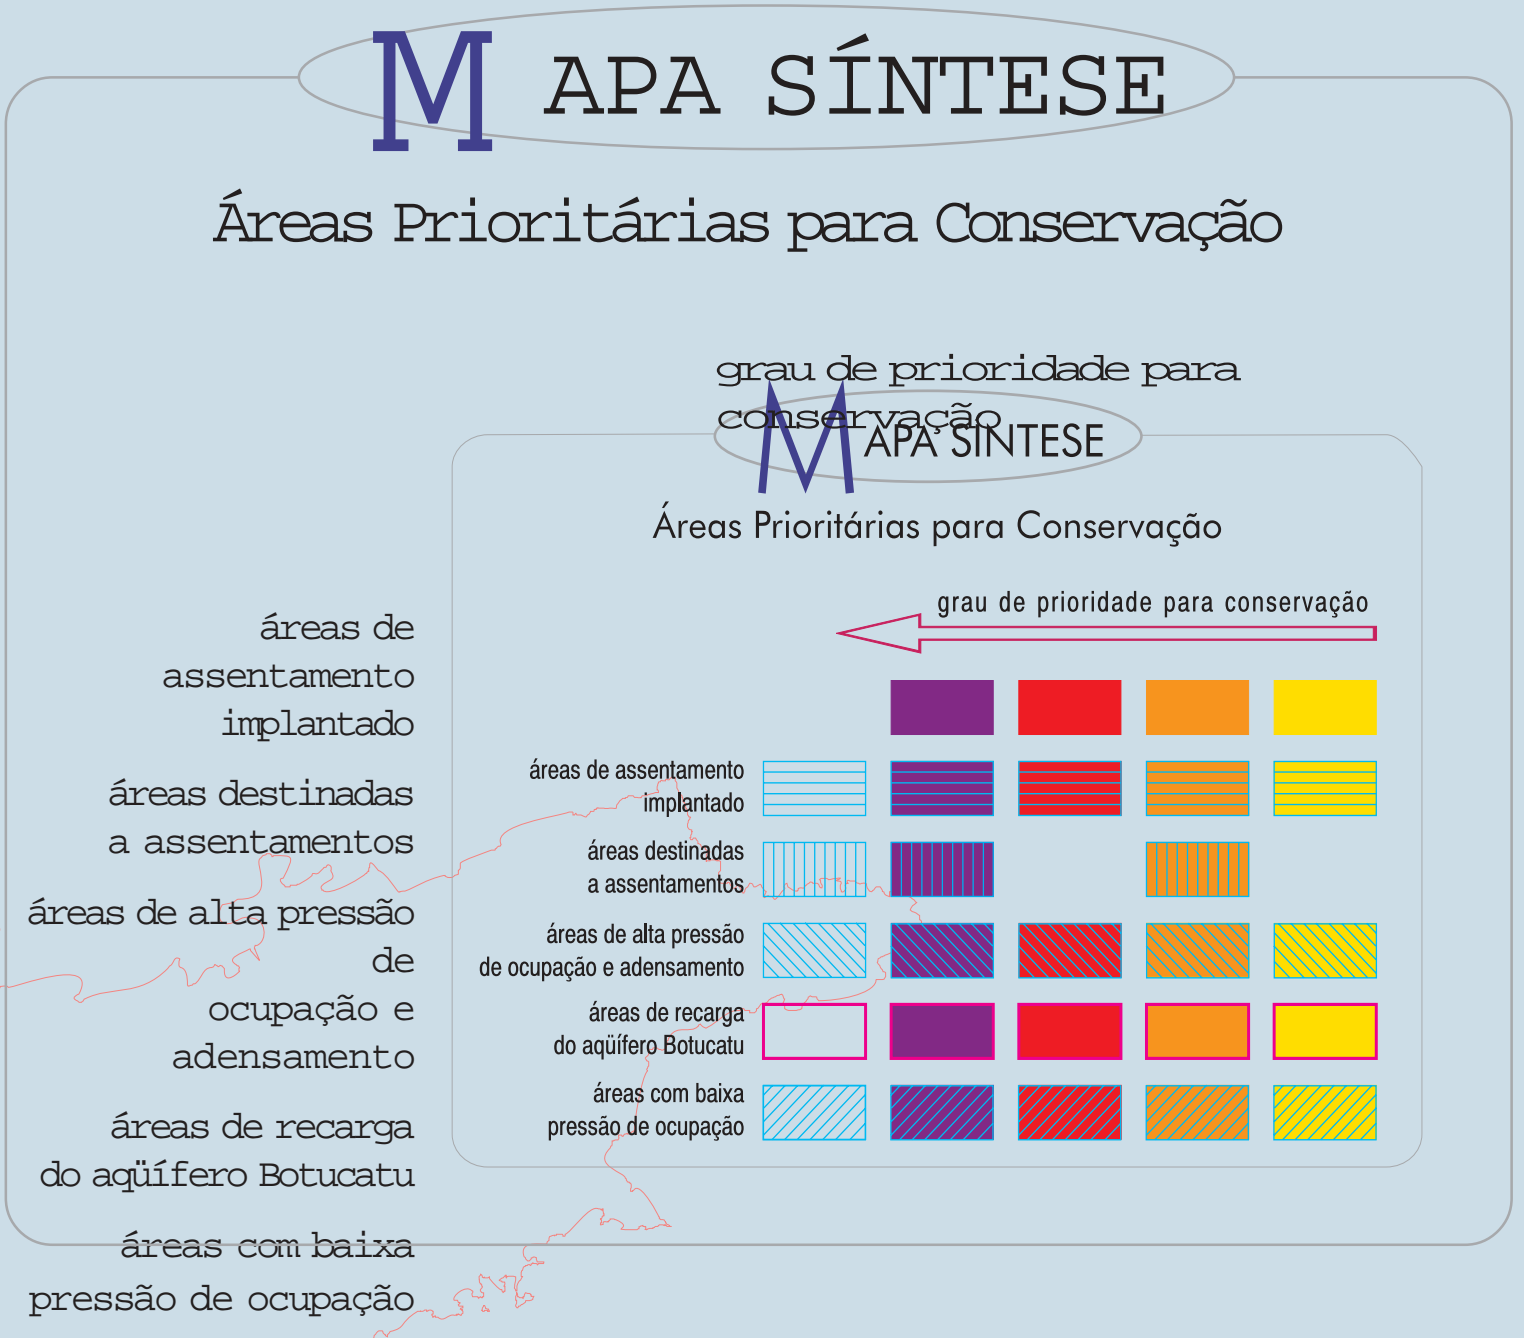 MAPA SÍNTESE
Áreas Prioritárias para Conservação
grau de prioridade para
conservação
MAPA SÍNTESE
Áreas Prioritárias para Conservação
grau de prioridade para conservação
áreas de
assentamento
implantado
áreas destinadas
a assentamentos
áreas de alta pressão
de
ocupação e
adensamento
áreas de recarga
do aqüífero Botucatu
áreas com baixa
pressão de ocupação
áreas de assentamento
implantado
áreas destinadas
a assentamentos
áreas de alta pressão
de ocupação e adensamento
áreas de recarga
do aqüífero Botucatu
áreas com baixa
pressão de ocupação